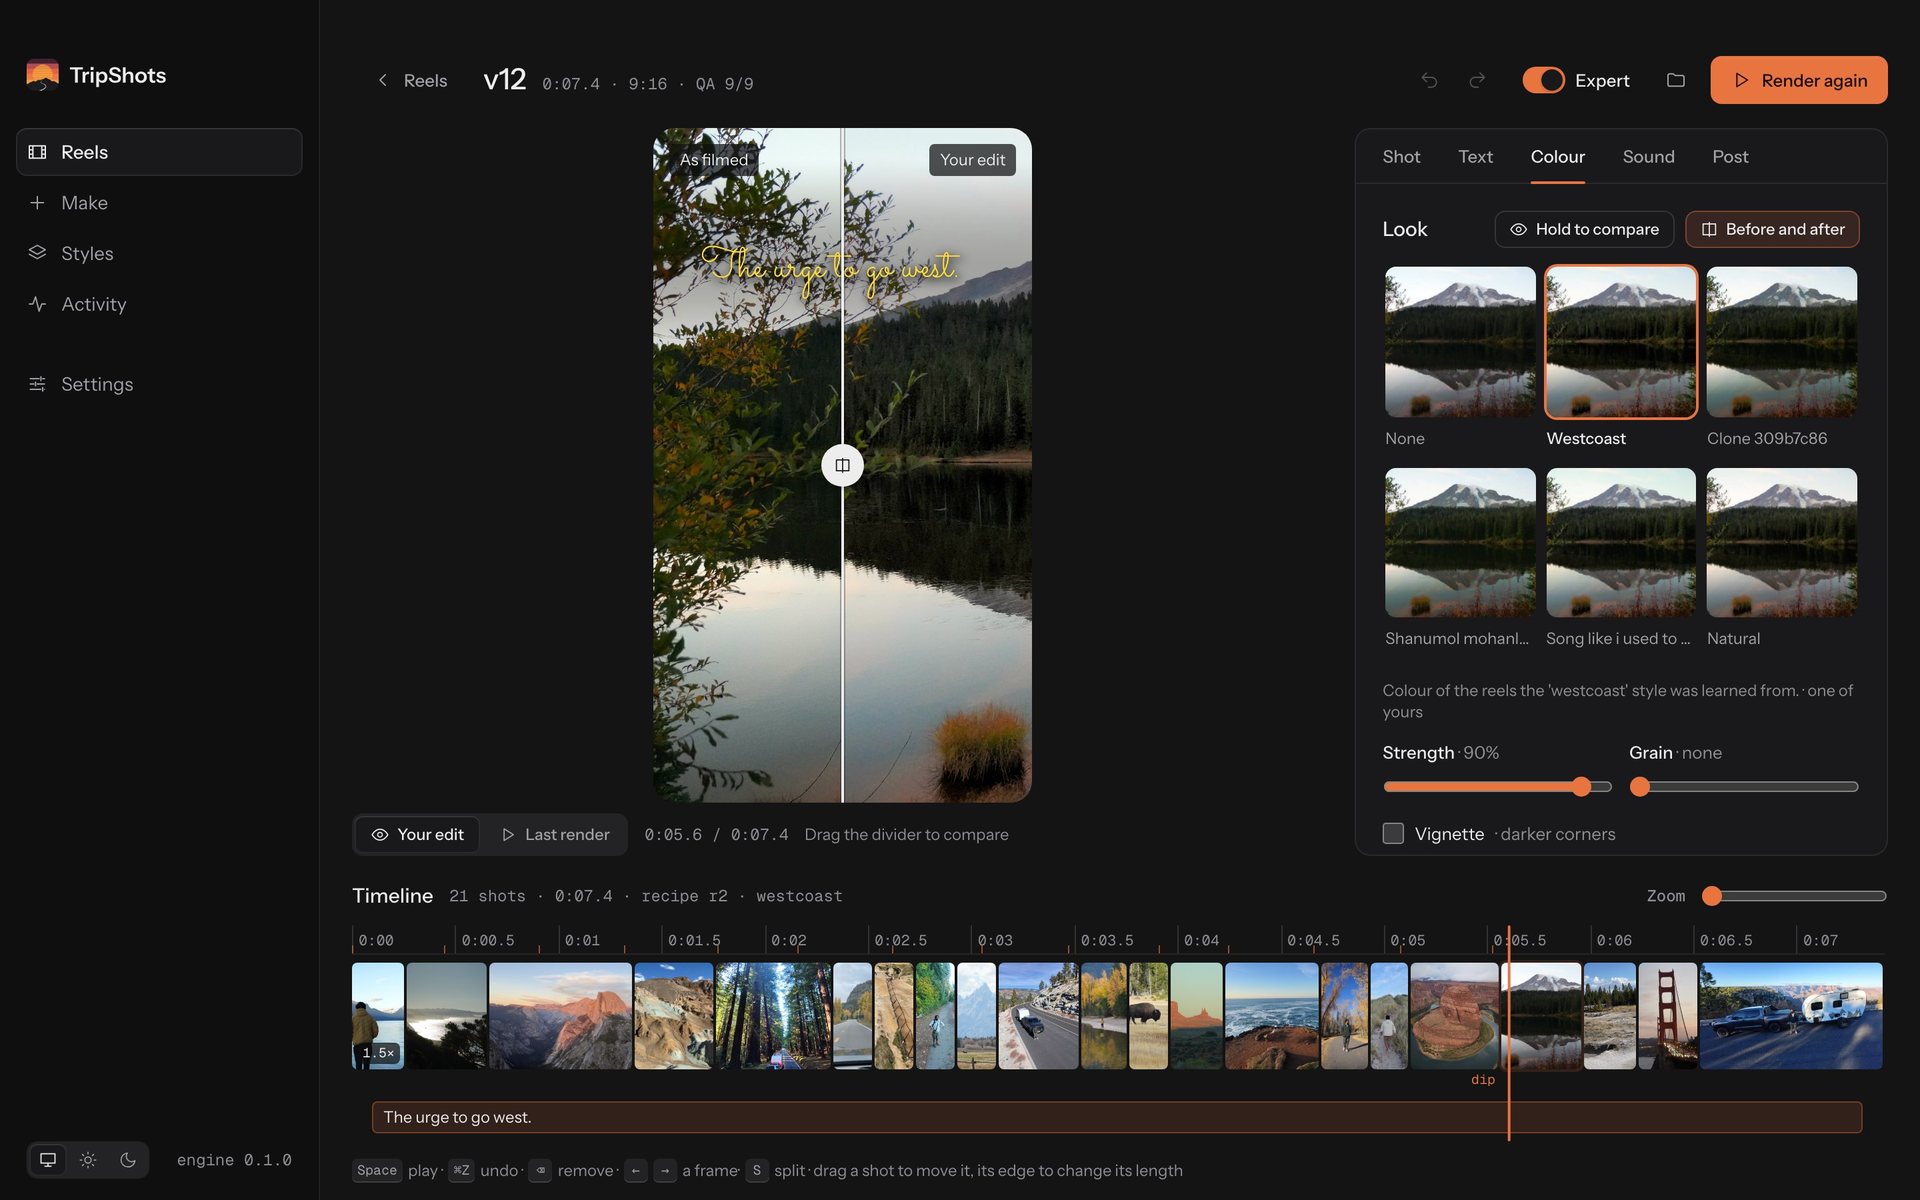 TripShots
Reels
Make
Styles
Activity
Settings
engine 0.1.0
Reels
v12
0:07.4 · 9:16 · QA 9/9
Expert
Render again
As filmed
Your edit
The urge to go west.
Shot
Text
Colour
Sound
Post
Look
Hold to compare
Before and after
None
Westcoast
Clone 309b7c86
Shanumol mohanl...
Song like i used to ...
Natural
Colour of the reels the 'westcoast' style was learned from. · one of
yours
Strength · 90%
Grain · none
Vignette · darker corners
Your edit
Last render
0:05.6 / 0:07.4
Drag the divider to compare
Timeline
21 shots · 0:07.4 · recipe r2 · westcoast
Zoom
0:00 0:00.5 0:01 0:01.5 0:02 0:02.5 0:03 0:03.5 0:04 0:04.5 0:05 0:05.5 0:06 0:06.5 0:07
1.5×
dip
The urge to go west.
Space play · ⌘Z undo · ⌫ remove · ← → a frame · S split · drag a shot to move it, its edge to change its length